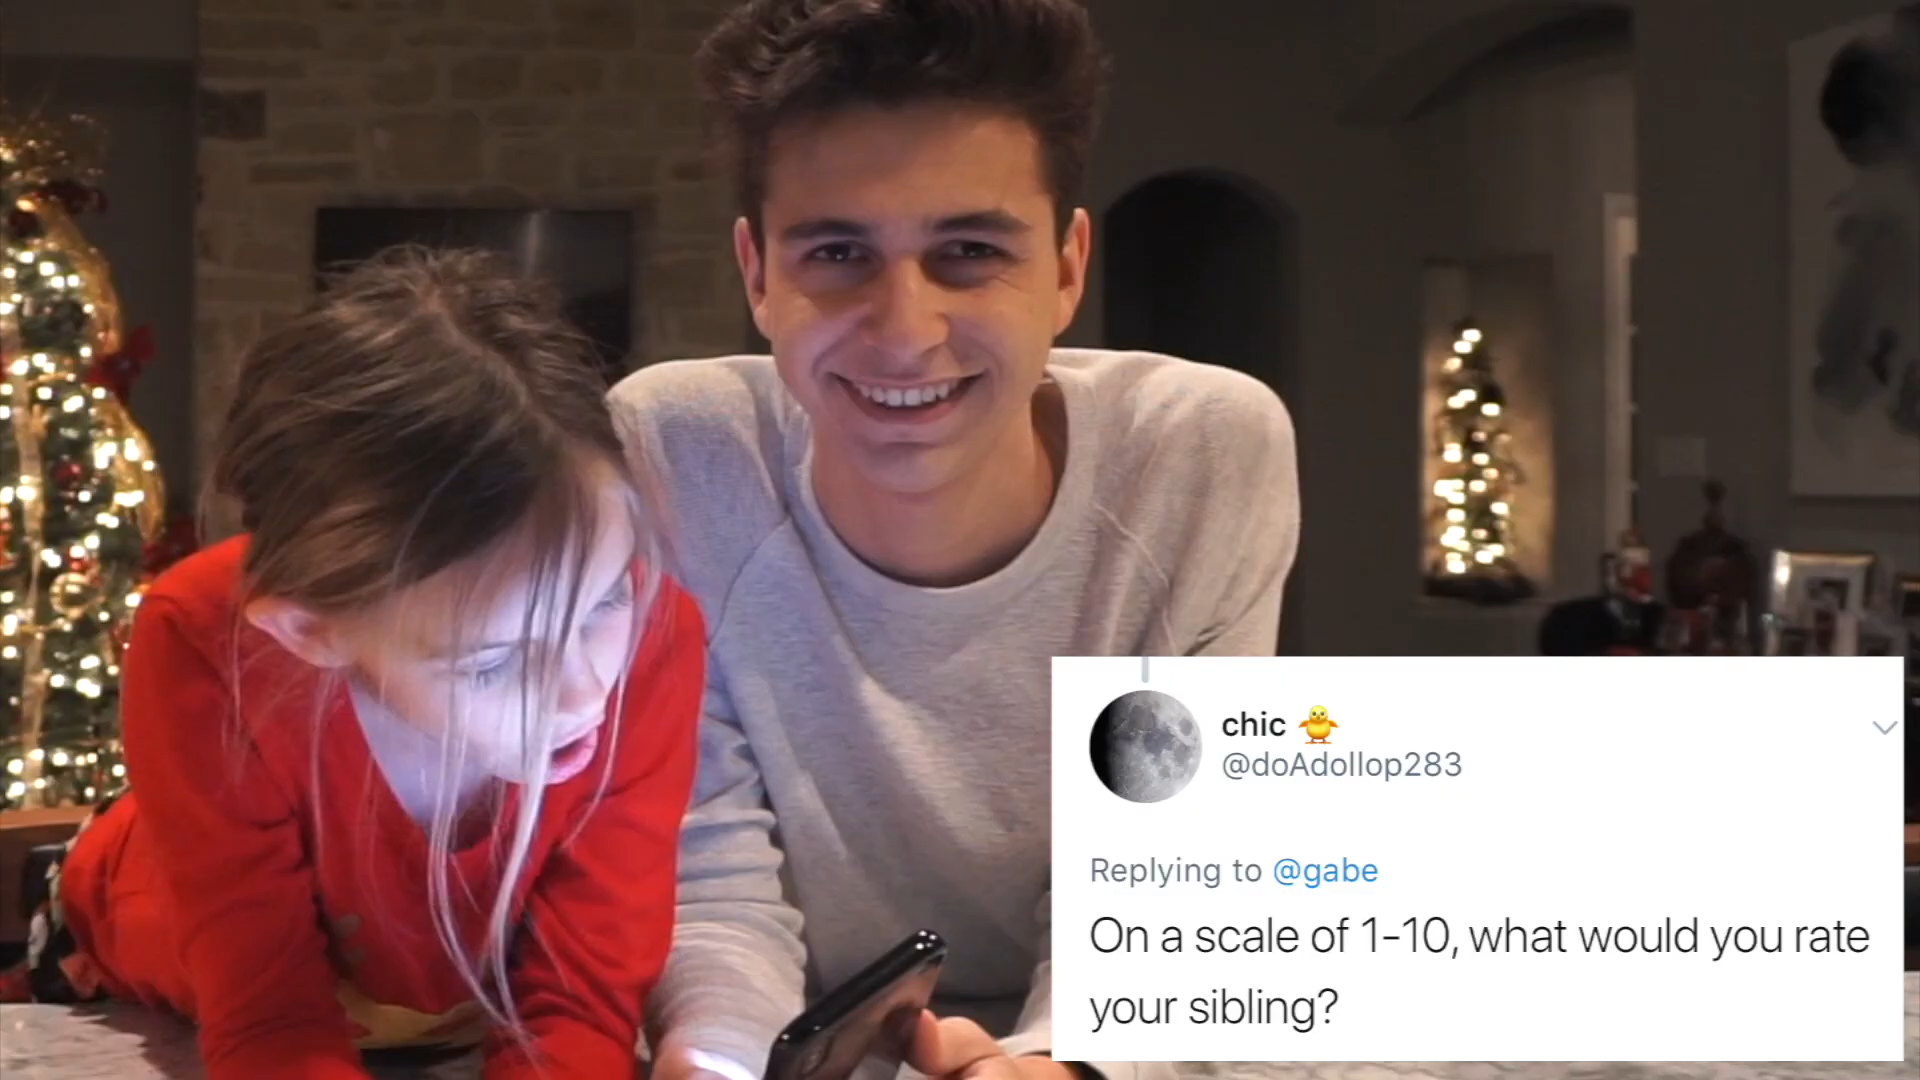 chic 🐥
@doAdollop283
Replying to @gabe
On a scale of 1-10, what would you rate
your sibling?